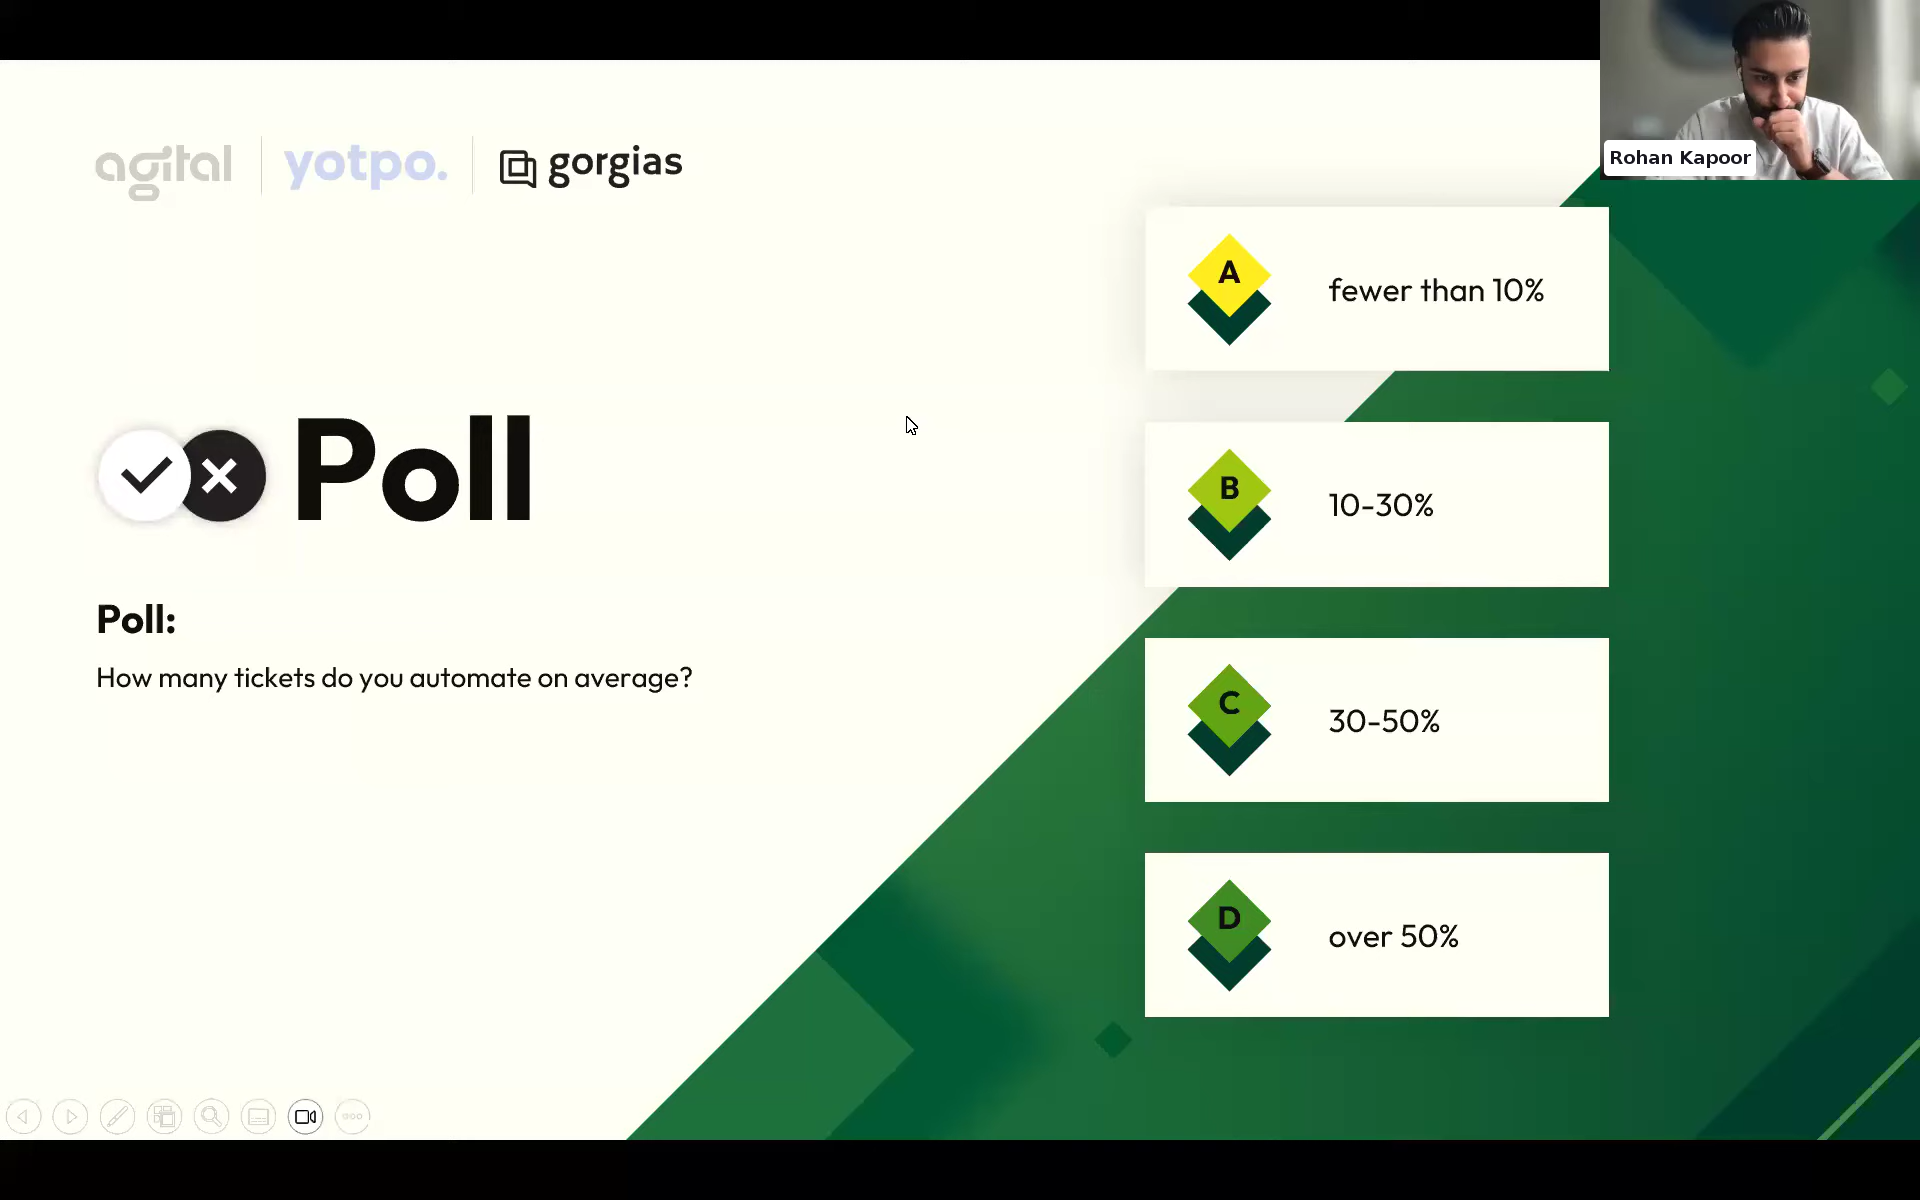 Rohan Kapoor
agital
yotpo.
gorgias
Poll
Poll:
How many tickets do you automate on average?
A
fewer than 10%
B
10-30%
C
30-50%
D
over 50%